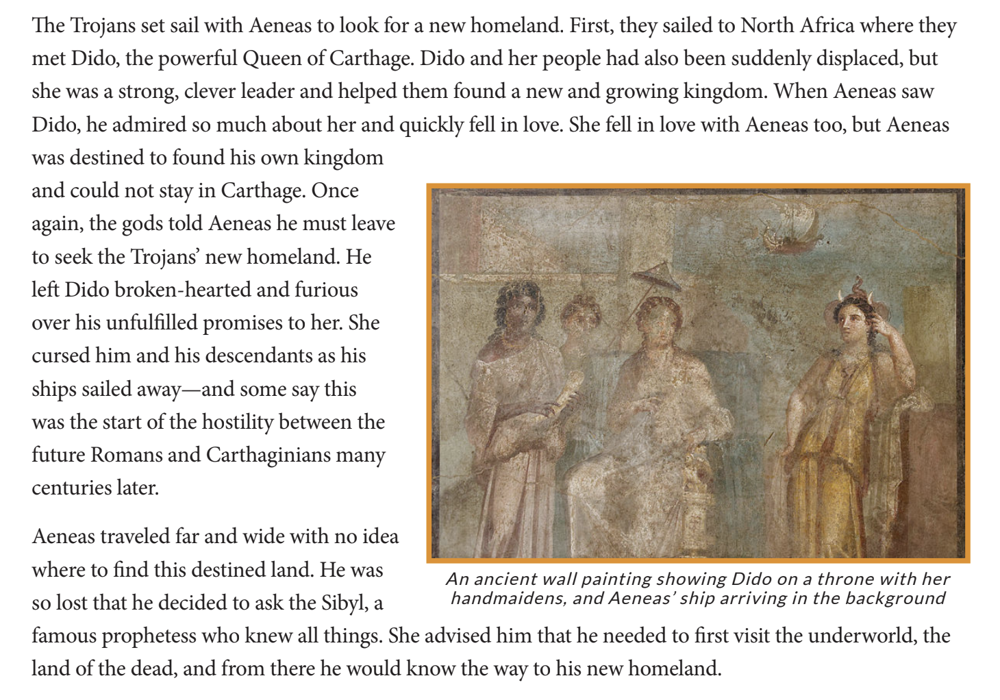 The Trojans set sail with Aeneas to look for a new homeland. First, they sailed to North Africa where they
met Dido, the powerful Queen of Carthage. Dido and her people had also been suddenly displaced, but
she was a strong, clever leader and helped them found a new and growing kingdom. When Aeneas saw
Dido, he admired so much about her and quickly fell in love. She fell in love with Aeneas too, but Aeneas
was destined to found his own kingdom
and could not stay in Carthage. Once
again, the gods told Aeneas he must leave
to seek the Trojans’ new homeland. He
left Dido broken-hearted and furious
over his unfulfilled promises to her. She
cursed him and his descendants as his
ships sailed away—and some say this
was the start of the hostility between the
future Romans and Carthaginians many
centuries later.
Aeneas traveled far and wide with no idea
where to find this destined land. He was
so lost that he decided to ask the Sibyl, a
famous prophetess who knew all things. She advised him that he needed to first visit the underworld, the
land of the dead, and from there he would know the way to his new homeland.
An ancient wall painting showing Dido on a throne with her
handmaidens, and Aeneas’ ship arriving in the background